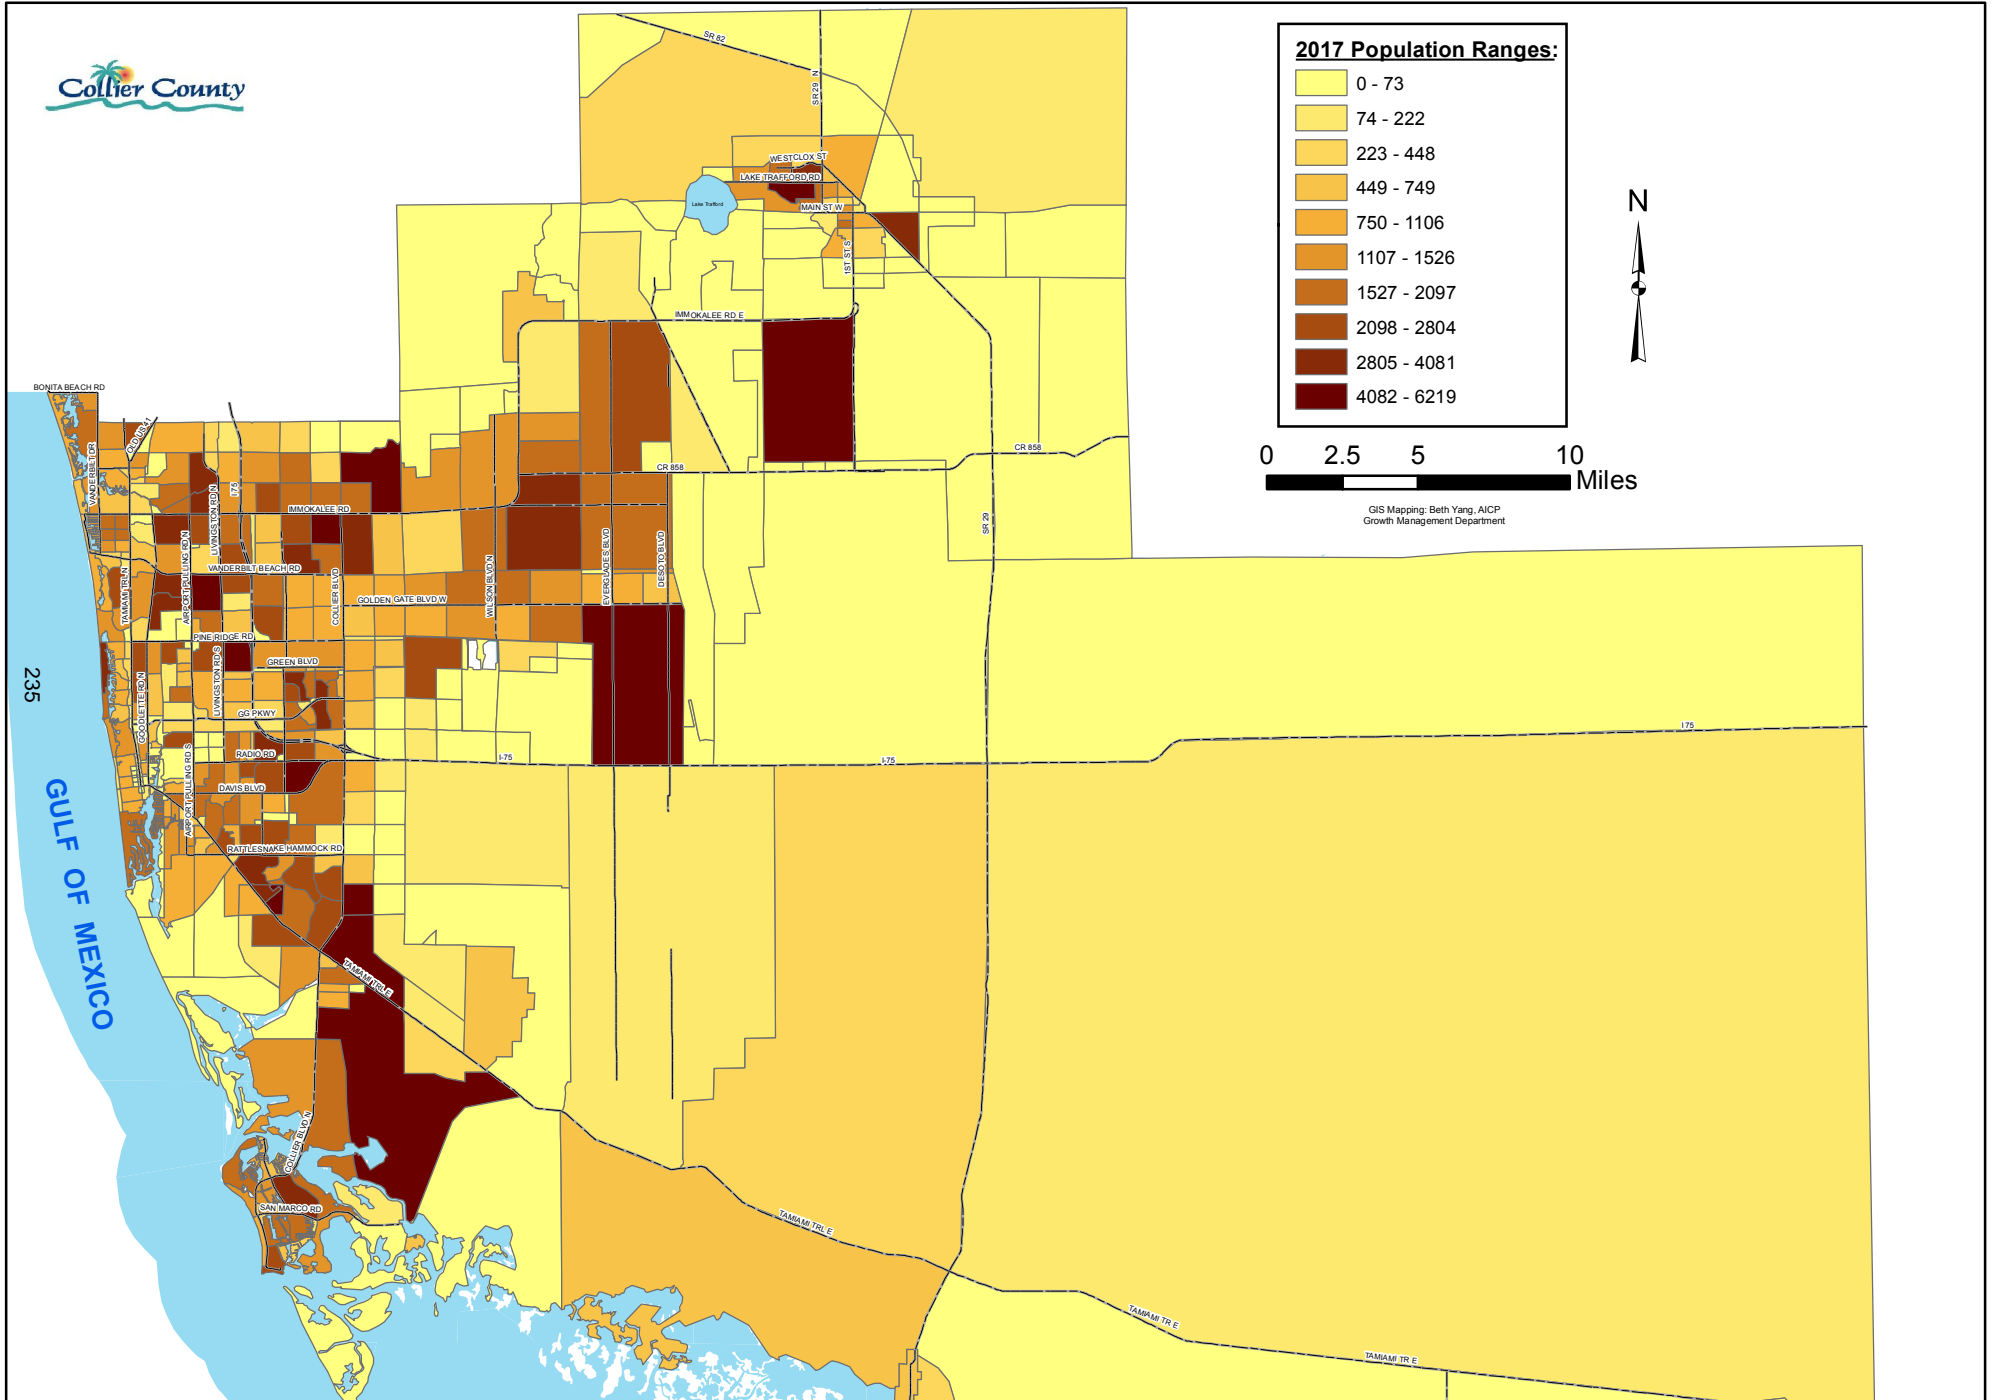 Collier County
2017 Population Ranges:
0 - 73
74 - 222
223 - 448
449 - 749
750 - 1106
1107 - 1526
1527 - 2097
2098 - 2804
2805 - 4081
4082 - 6219
N
0 2.5 5 10
Miles
GIS Mapping: Beth Yang, AICP
Growth Management Department
SR 82
SR 29 N
WESTCLOX ST
LAKE TRAFFORD RD
Lake Trafford
MAIN ST W
1ST ST S
IMMOKALEE RD E
BONITA BEACH RD
OLD US 41
VANDERBILT DR
I-75
LIVINGSTON RD N
CR 858
CR 858
IMMOKALEE RD
SR 29
AIRPORT PULLING RD N
LIVINGSTON RD N
EVERGLADES BLVD
DESOTO BLVD
VANDERBILT BEACH RD
TAMIAMI TRL N
COLLIER BLVD
WILSON BLVD N
GOLDEN GATE BLVD W
PINE RIDGE RD
GREEN BLVD
LIVINGSTON RD S
GOODLETTE RD N
GG PKWY
235
I-75
RADIO RD
I-75
I-75
DAVIS BLVD
AIRPORT PULLING RD S
RATTLESNAKE HAMMOCK RD
GULF OF MEXICO
TAMIAMI TRL E
COLLIER BLVD N
SAN MARCO RD
TAMIAMI TRL E
TAMIAMI TR E
TAMIAMI TR E